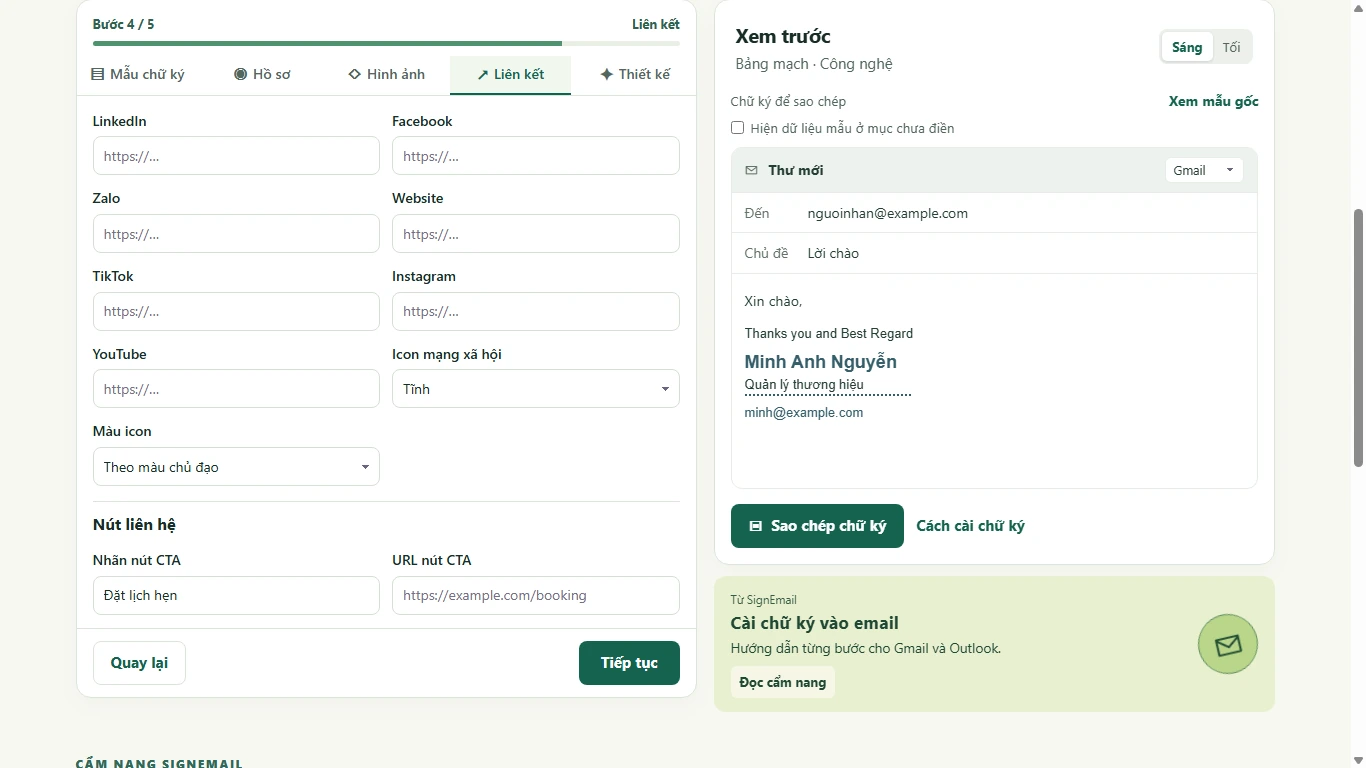 Bước 4 / 5
Liên kết
Mẫu chữ ký
Hồ sơ
Hình ảnh
Liên kết
Thiết kế
LinkedIn
Facebook
https://...
https://...
Zalo
Website
https://...
https://...
TikTok
Instagram
https://...
https://...
YouTube
Icon mạng xã hội
https://...
Tĩnh
Màu icon
Theo màu chủ đạo
Nút liên hệ
Nhãn nút CTA
URL nút CTA
Đặt lịch hẹn
https://example.com/booking
Quay lại
Tiếp tục
Xem trước
Bảng mạch · Công nghệ
Sáng
Tối
Chữ ký để sao chép
Xem mẫu gốc
Hiện dữ liệu mẫu ở mục chưa điền
Thư mới
Gmail
Đến
nguoinhan@example.com
Chủ đề
Lời chào
Xin chào,
Thanks you and Best Regard
Minh Anh Nguyễn
Quản lý thương hiệu
minh@example.com
Sao chép chữ ký
Cách cài chữ ký
Từ SignEmail
Cài chữ ký vào email
Hướng dẫn từng bước cho Gmail và Outlook.
Đọc cẩm nang
CẨM NANG SIGNEMAIL